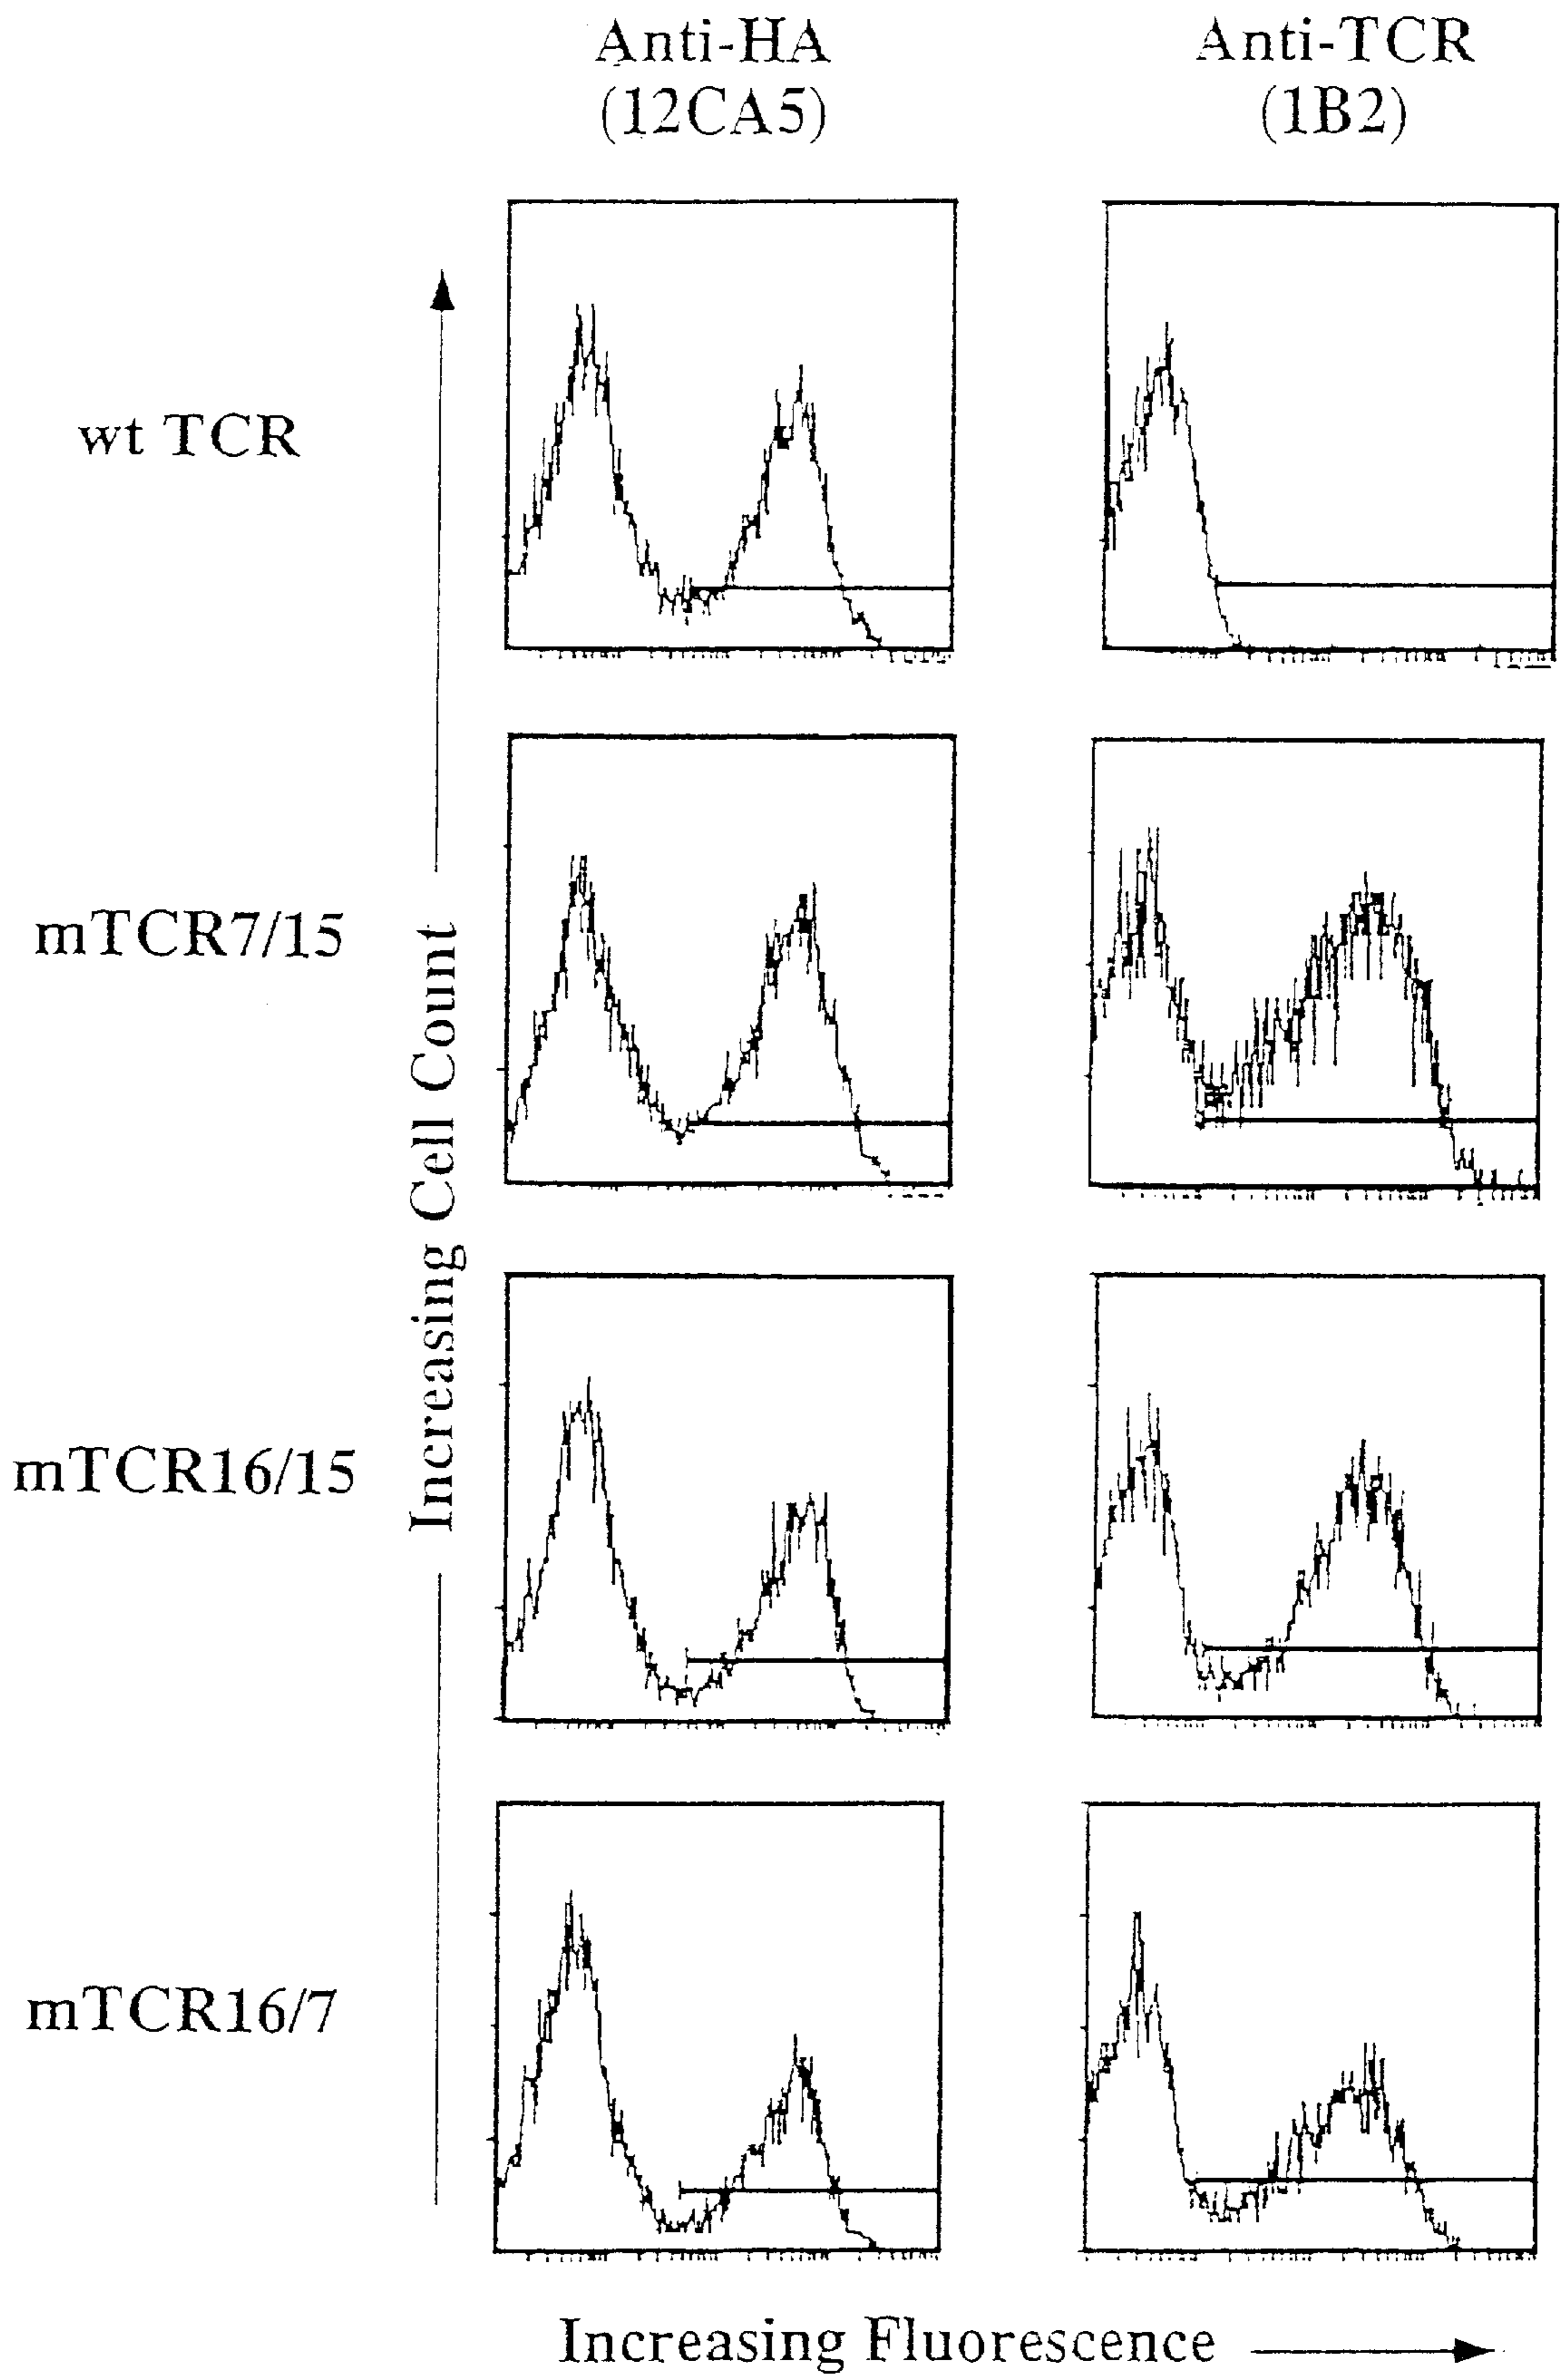 Anti-HA
(12CA5)
Anti-TCR
(1B2)
wt TCR
mTCR7/15
mTCR16/15
mTCR16/7
Increasing Cell Count
Increasing Fluorescence